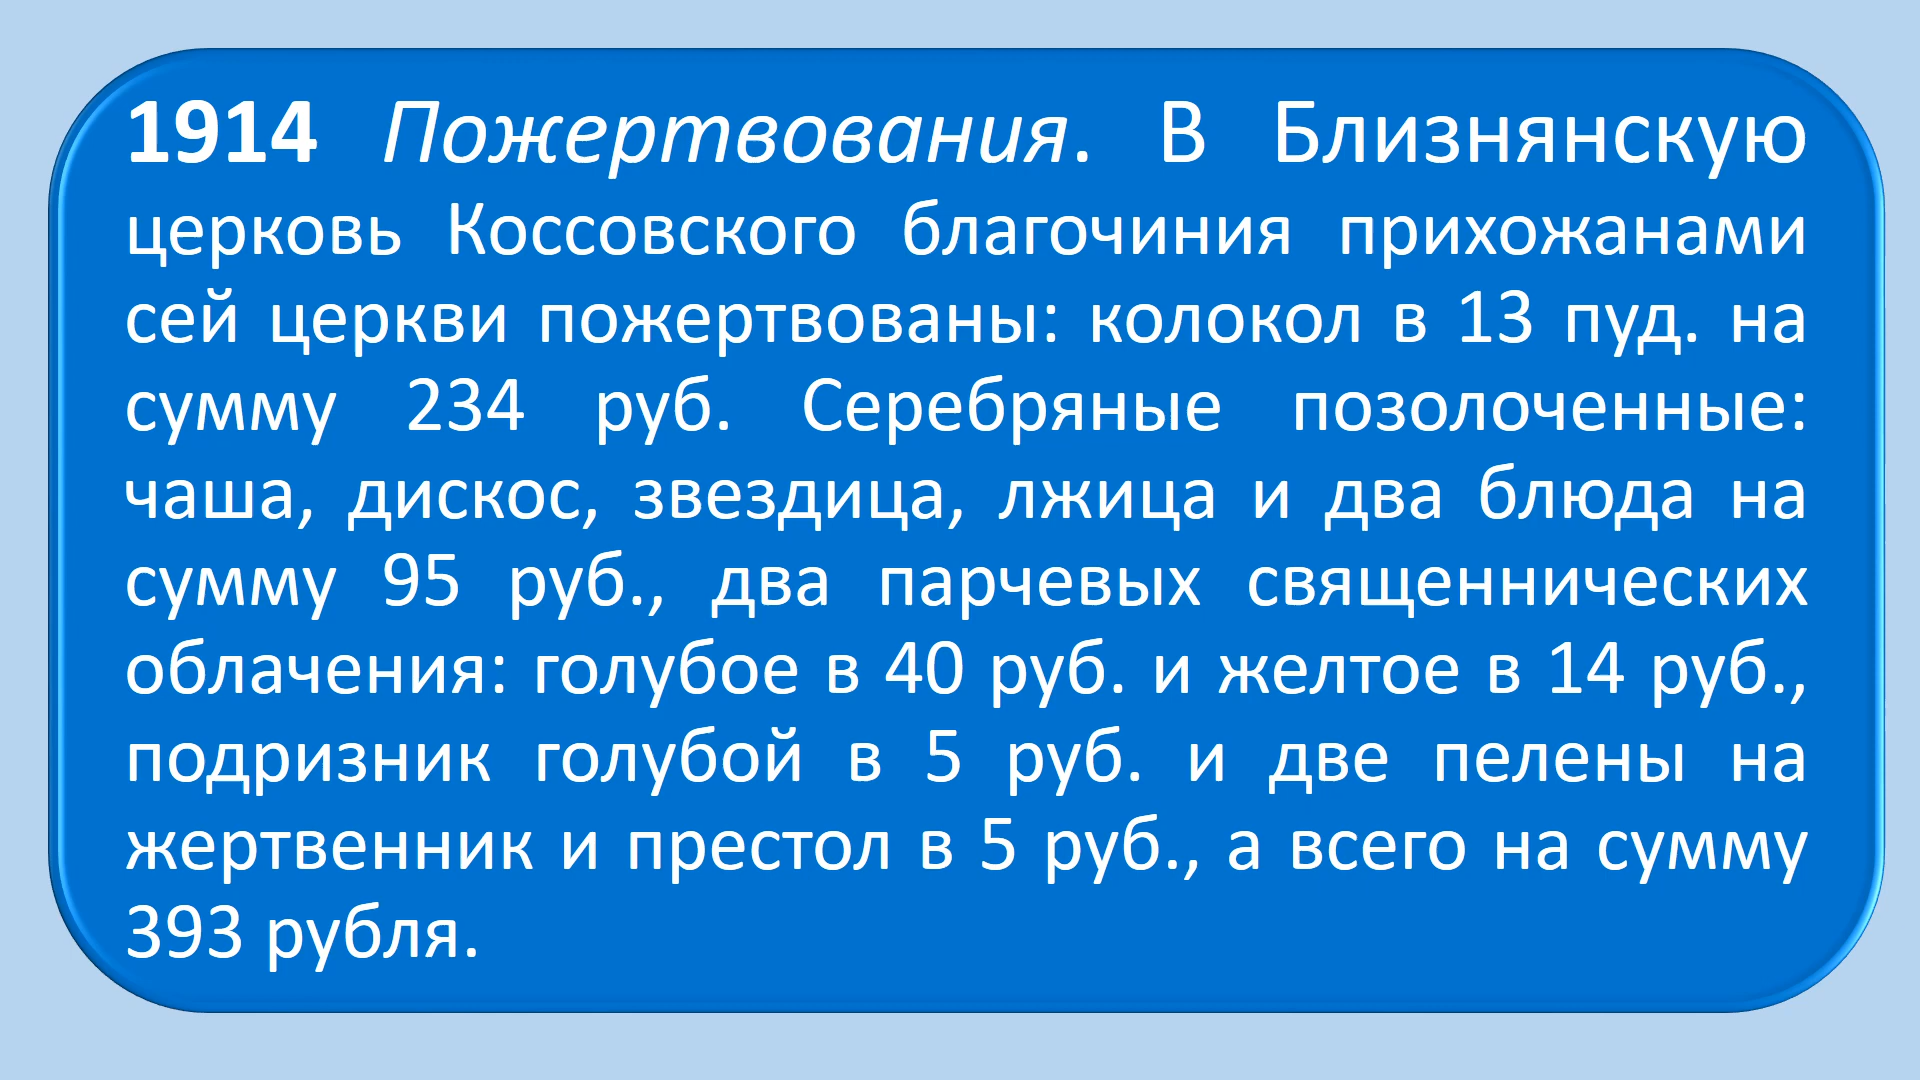 1914 Пожертвования. В Близнянскую
церковь Коссовского благочиния прихожанами
сей церкви пожертвованы: колокол в 13 пуд. на
сумму 234 руб. Серебряные позолоченные:
чаша, дискос, звездица, лжица и два блюда на
сумму 95 руб., два парчевых священнических
облачения: голубое в 40 руб. и желтое в 14 руб.,
подризник голубой в 5 руб. и две пелены на
жертвенник и престол в 5 руб., а всего на сумму
393 рубля.